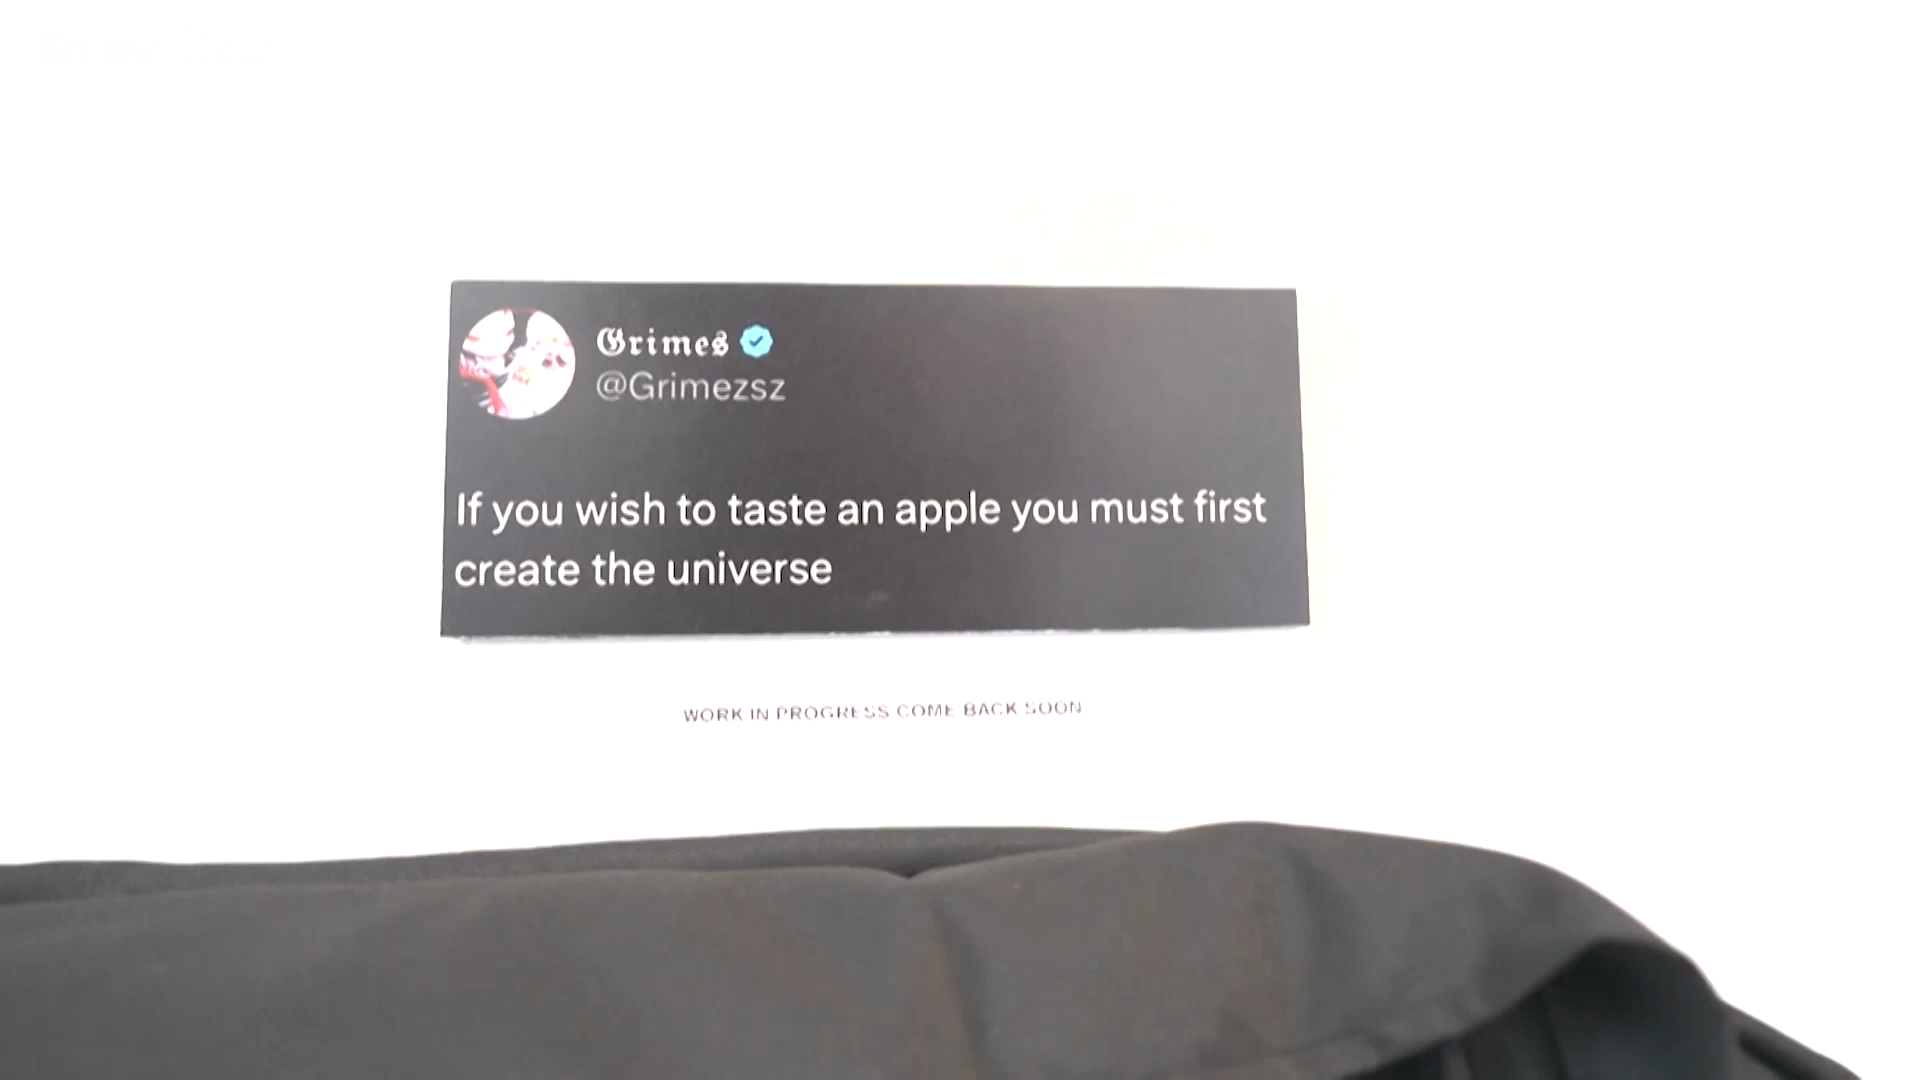 Grimes
@Grimezsz
If you wish to taste an apple you must first
create the universe
WORK IN PROGRESS COME BACK SOON